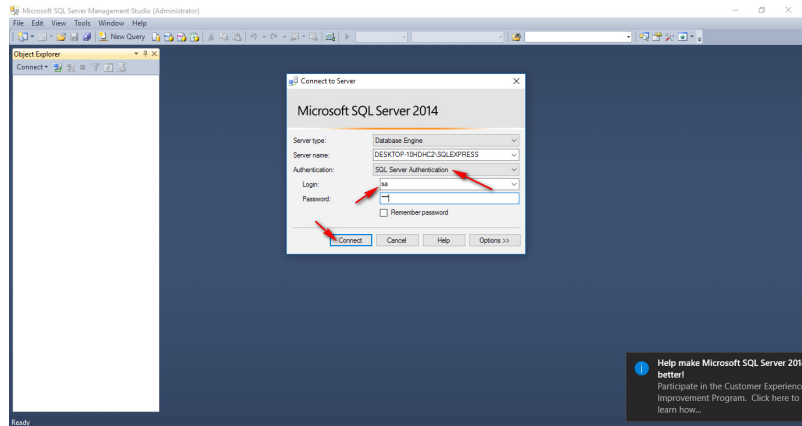 Microsoft SQL Server Management Studio (Administrator)
File Edit View Tools Window Help
New Query
Object Explorer
Connect
Connect to Server
Microsoft SQL Server 2014
Server type: Database Engine
Server name: DESKTOP-10HDHC2\SQLEXPRESS
Authentication: SQL Server Authentication
Login: sa
Password:
Remember password
Connect Cancel Help Options >>
Help make Microsoft SQL Server 2014
better!
Participate in the Customer Experience
Improvement Program. Click here to
learn how...
Ready